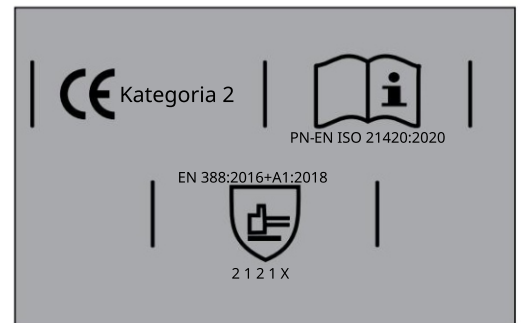 CE Kategoria 2
i
PN-EN ISO 21420:2020
EN 388:2016+A1:2018
2 1 2 1 X